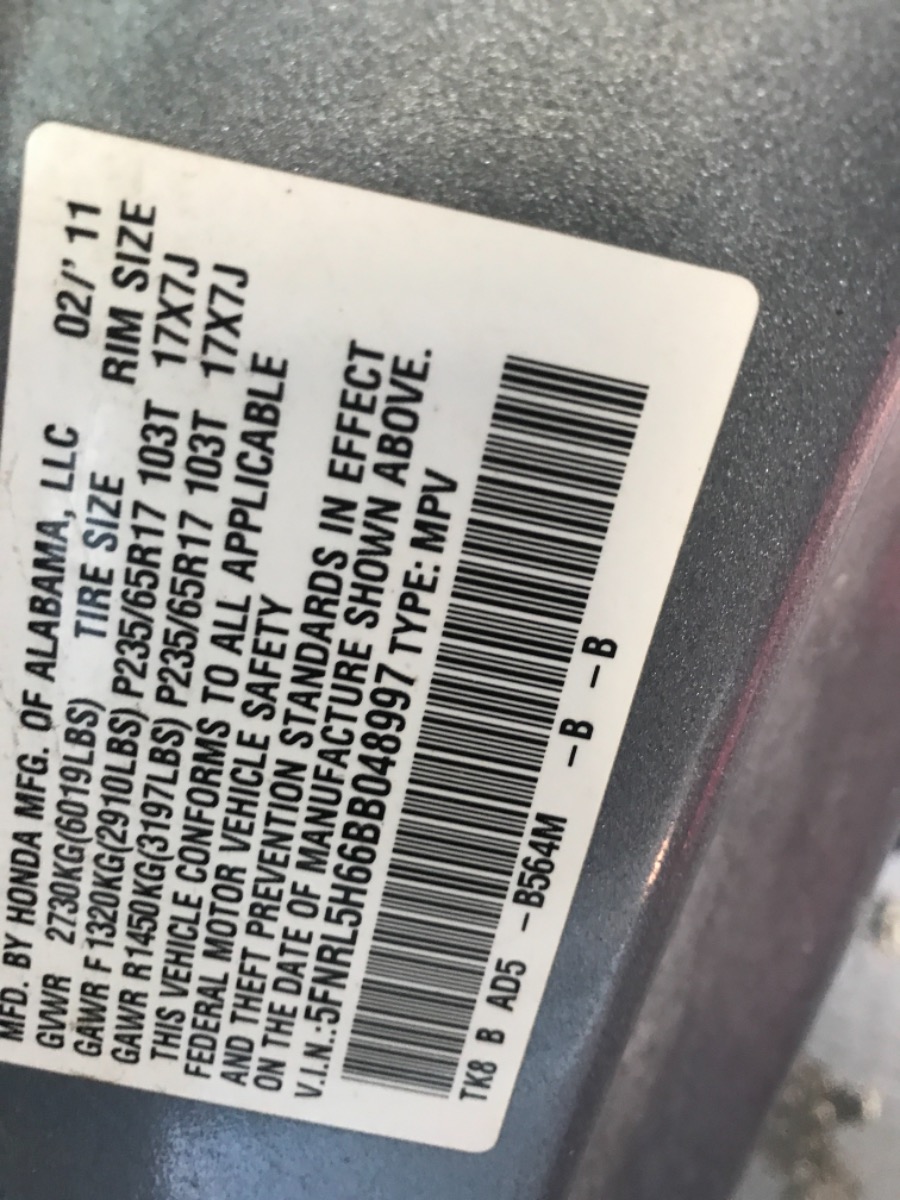 MFD. BY HONDA MFG. OF ALABAMA, LLC 02/' 11
GVWR 2730KG(6019LBS) TIRE SIZE RIM SIZE
GAWR F 1320KG(2910LBS) P235/65R17 103T 17X7J
GAWR R1450KG(3197LBS) P235/65R17 103T 17X7J
THIS VEHICLE CONFORMS TO ALL APPLICABLE
FEDERAL MOTOR VEHICLE SAFETY
AND THEFT PREVENTION STANDARDS IN EFFECT
ON THE DATE OF MANUFACTURE SHOWN ABOVE.
V.I.N.:5FNRL5H66BB048997 TYPE: MPV
TK8 B AD5 -B564M -B -B